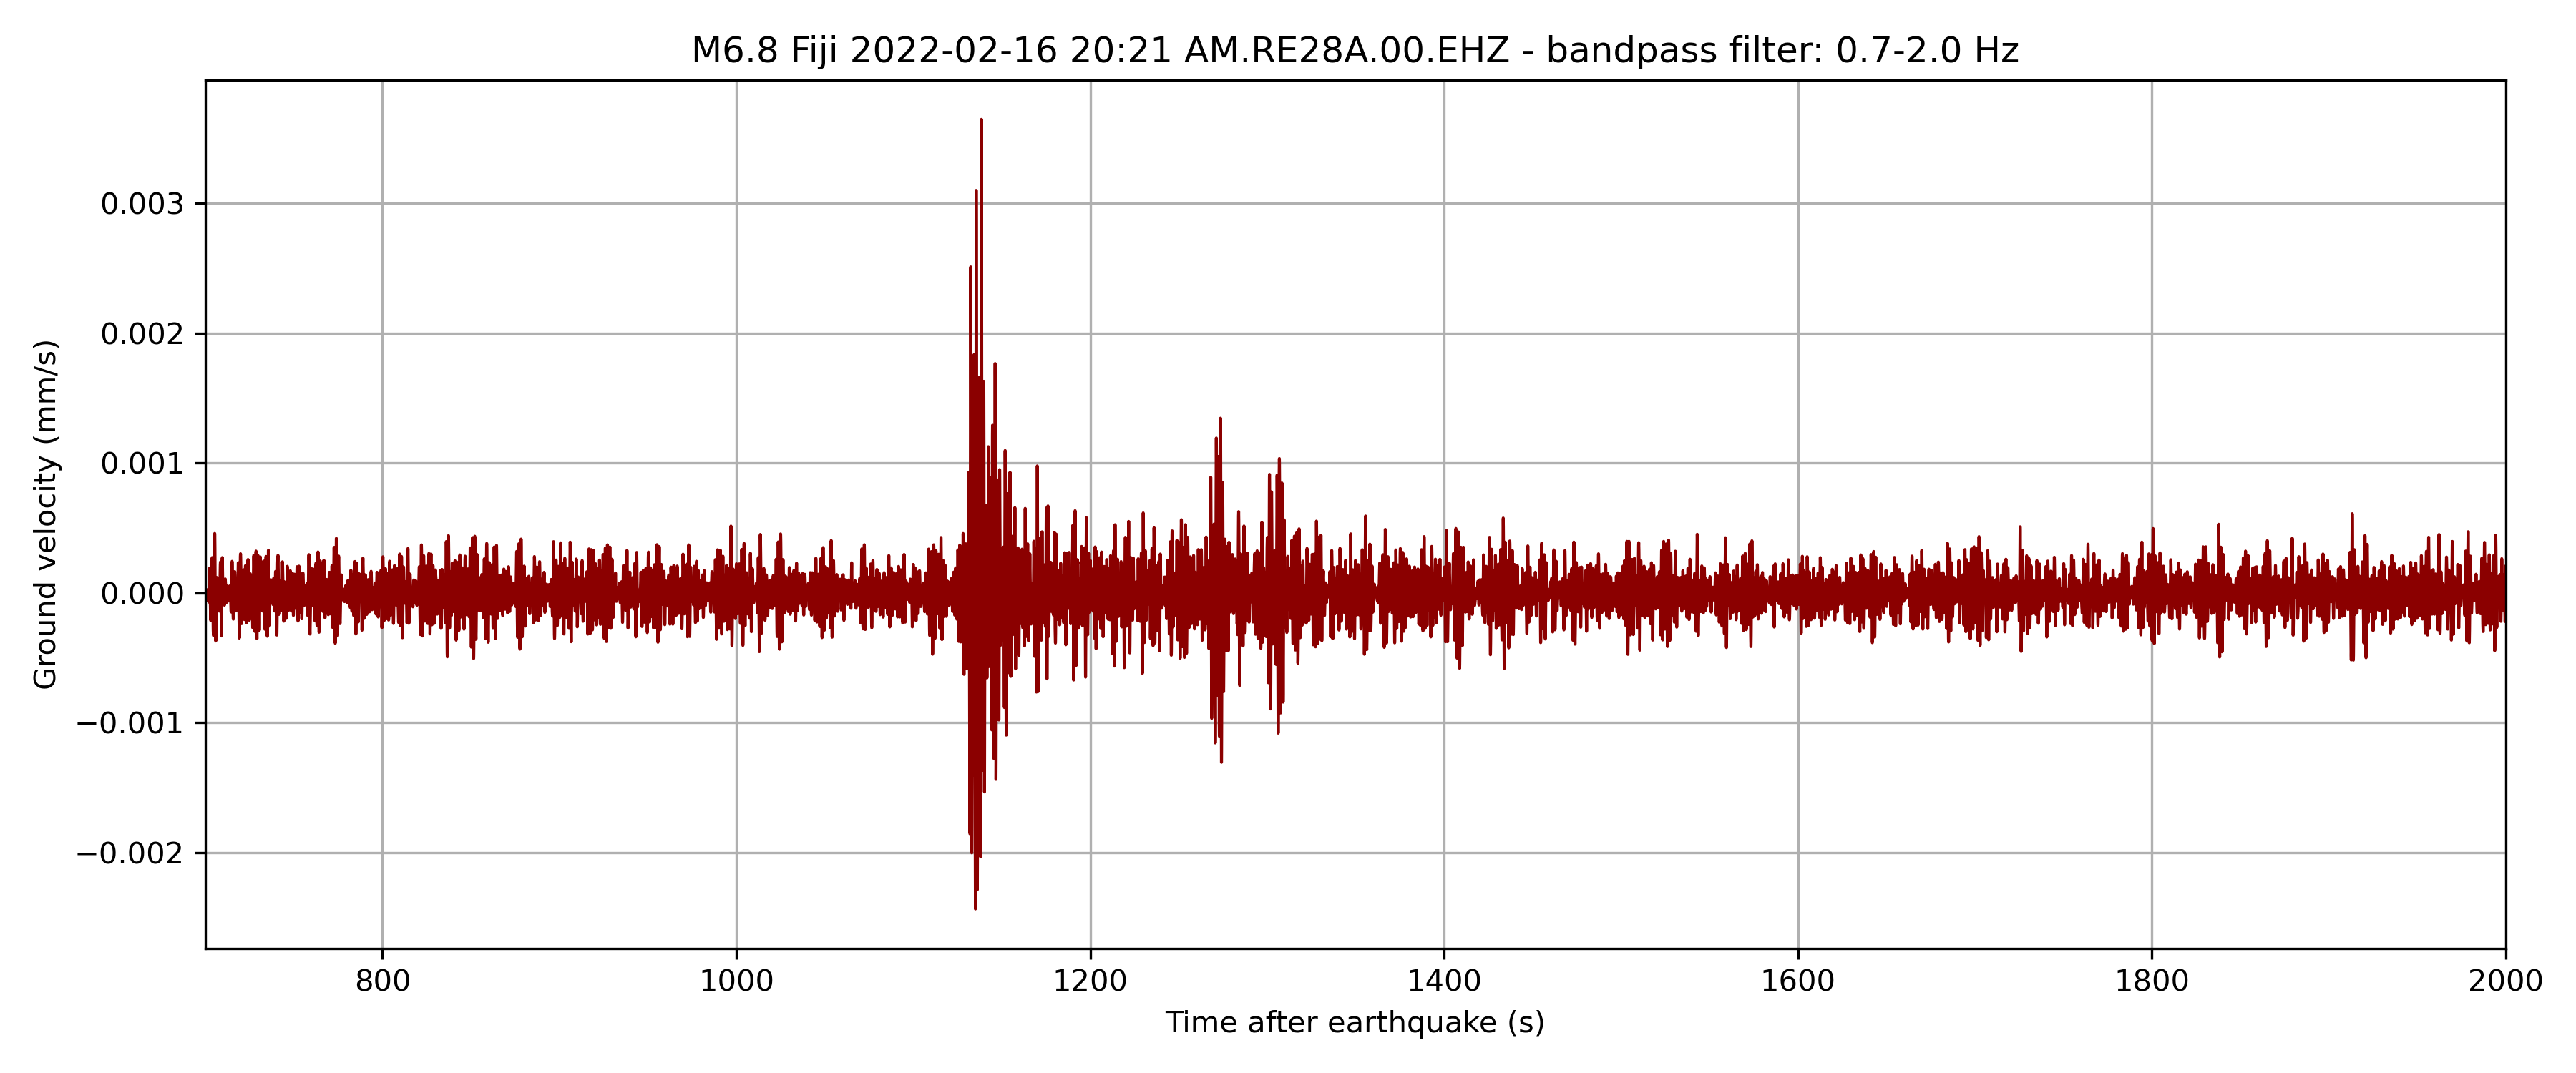 M6.8 Fiji 2022-02-16 20:21 AM.RE28A.00.EHZ - bandpass filter: 0.7-2.0 Hz
Ground velocity (mm/s)
0.003
0.002
0.001
0.000
−0.001
−0.002
800 1000 1200 1400 1600 1800 2000
Time after earthquake (s)